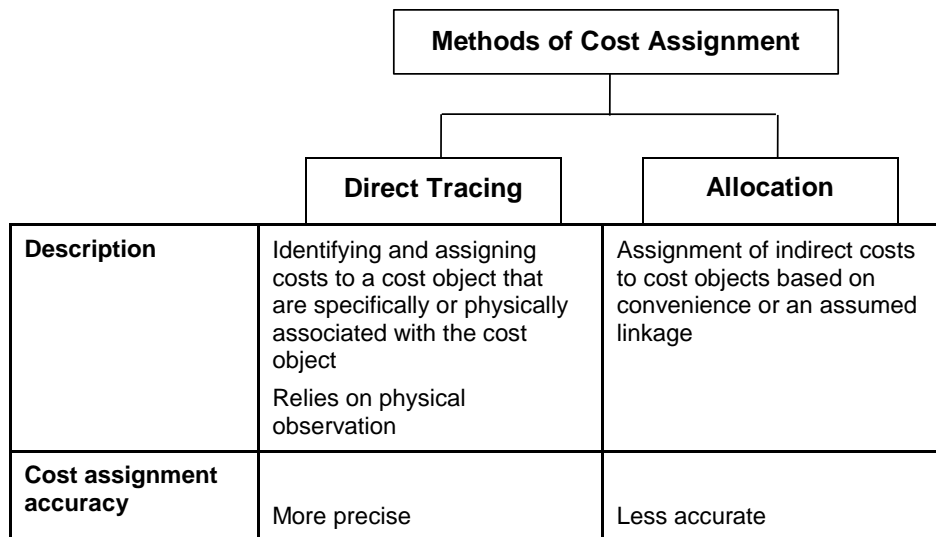 Methods of Cost Assignment
Direct Tracing
Allocation
Description
Identifying and assigning
costs to a cost object that
are specifically or physically
associated with the cost
object
Relies on physical
observation
Assignment of indirect costs
to cost objects based on
convenience or an assumed
linkage
Cost assignment
accuracy
More precise
Less accurate